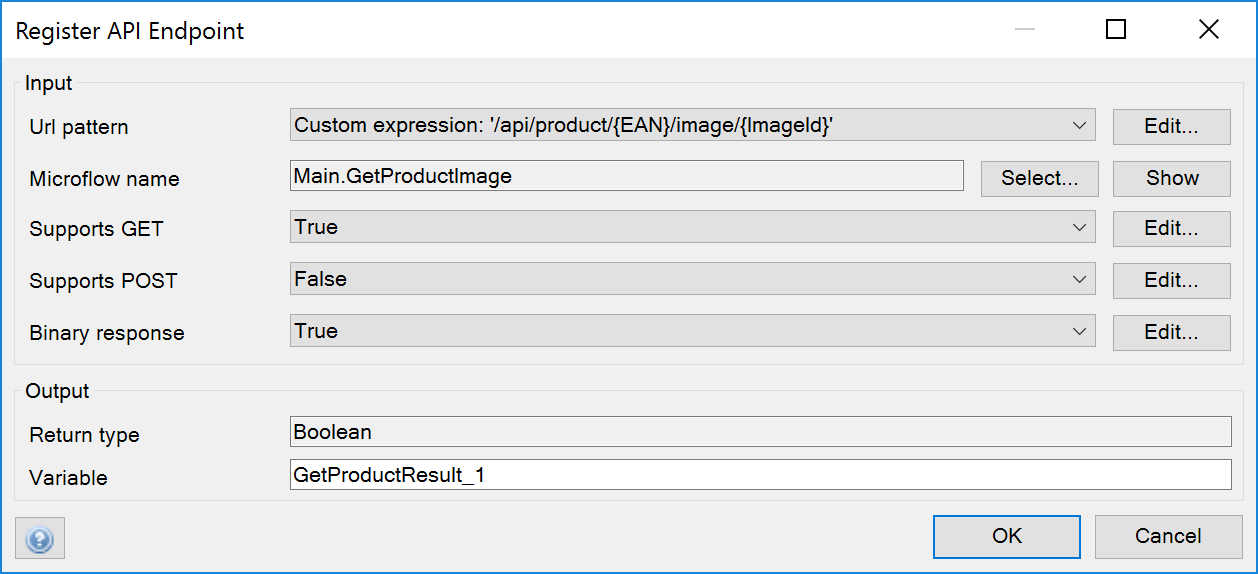 Register API Endpoint
Input
Url pattern Custom expression: '/api/product/{EAN}/image/{ImageId}' Edit...
Microflow name Main.GetProductImage Select... Show
Supports GET True Edit...
Supports POST False Edit...
Binary response True Edit...
Output
Return type Boolean
Variable GetProductResult_1
? OK Cancel